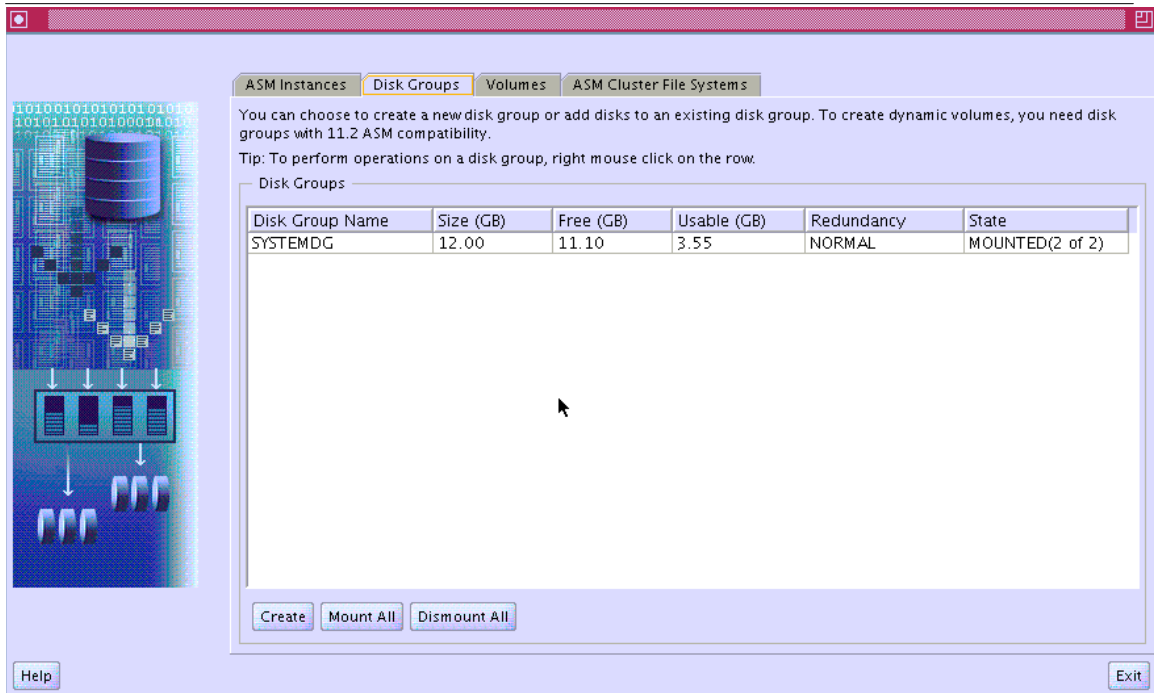 ASM Instances Disk Groups Volumes ASM Cluster File Systems
You can choose to create a new disk group or add disks to an existing disk group. To create dynamic volumes, you need disk
groups with 11.2 ASM compatibility.
Tip: To perform operations on a disk group, right mouse click on the row.
Disk Groups
Disk Group Name Size (GB) Free (GB) Usable (GB) Redundancy State
SYSTEMDG 12.00 11.10 3.55 NORMAL MOUNTED(2 of 2)
Create Mount All Dismount All
Help Exit